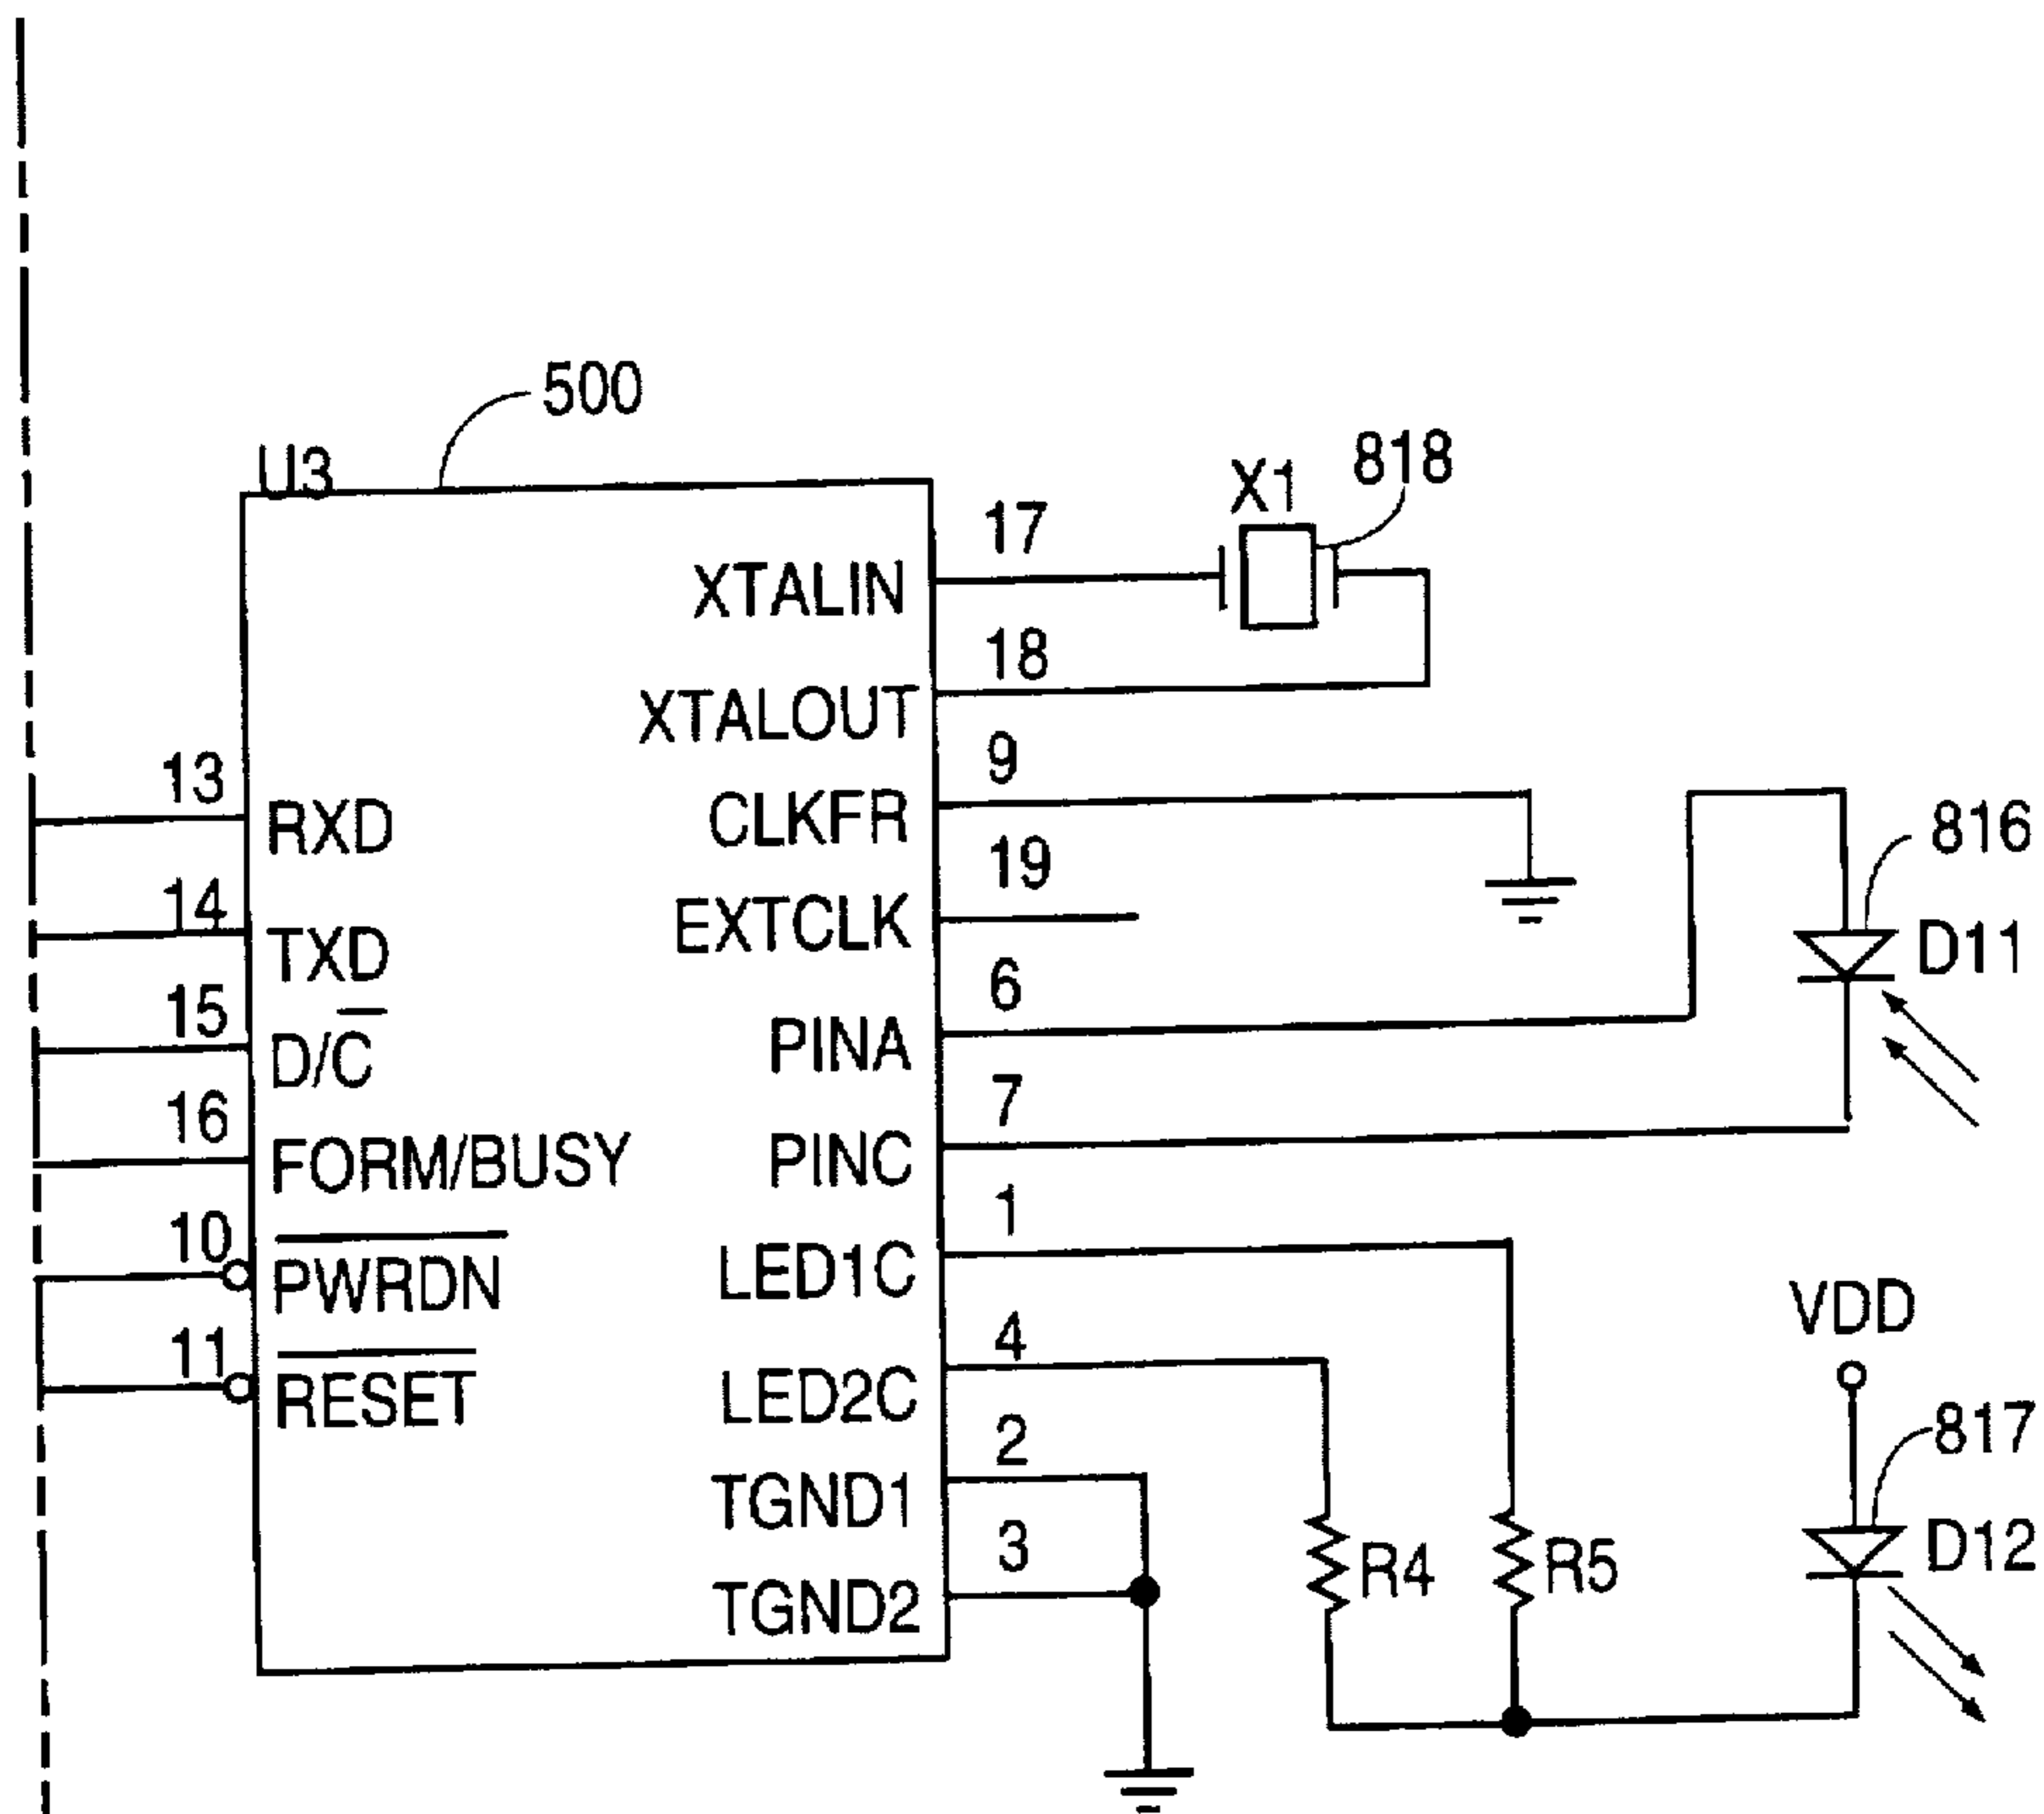 500
U3
818
X1
17
XTALIN
18
XTALOUT
9
13
RXD
CLKFR
816
19
14
TXD
EXTCLK
D11
6
15
D/C̅
PINA
7
16
FORM/BUSY
PINC
1
10
PWRDN
LED1C
VDD
4
11
RESET
LED2C
817
2
TGND1
D12
3
R4
R5
TGND2